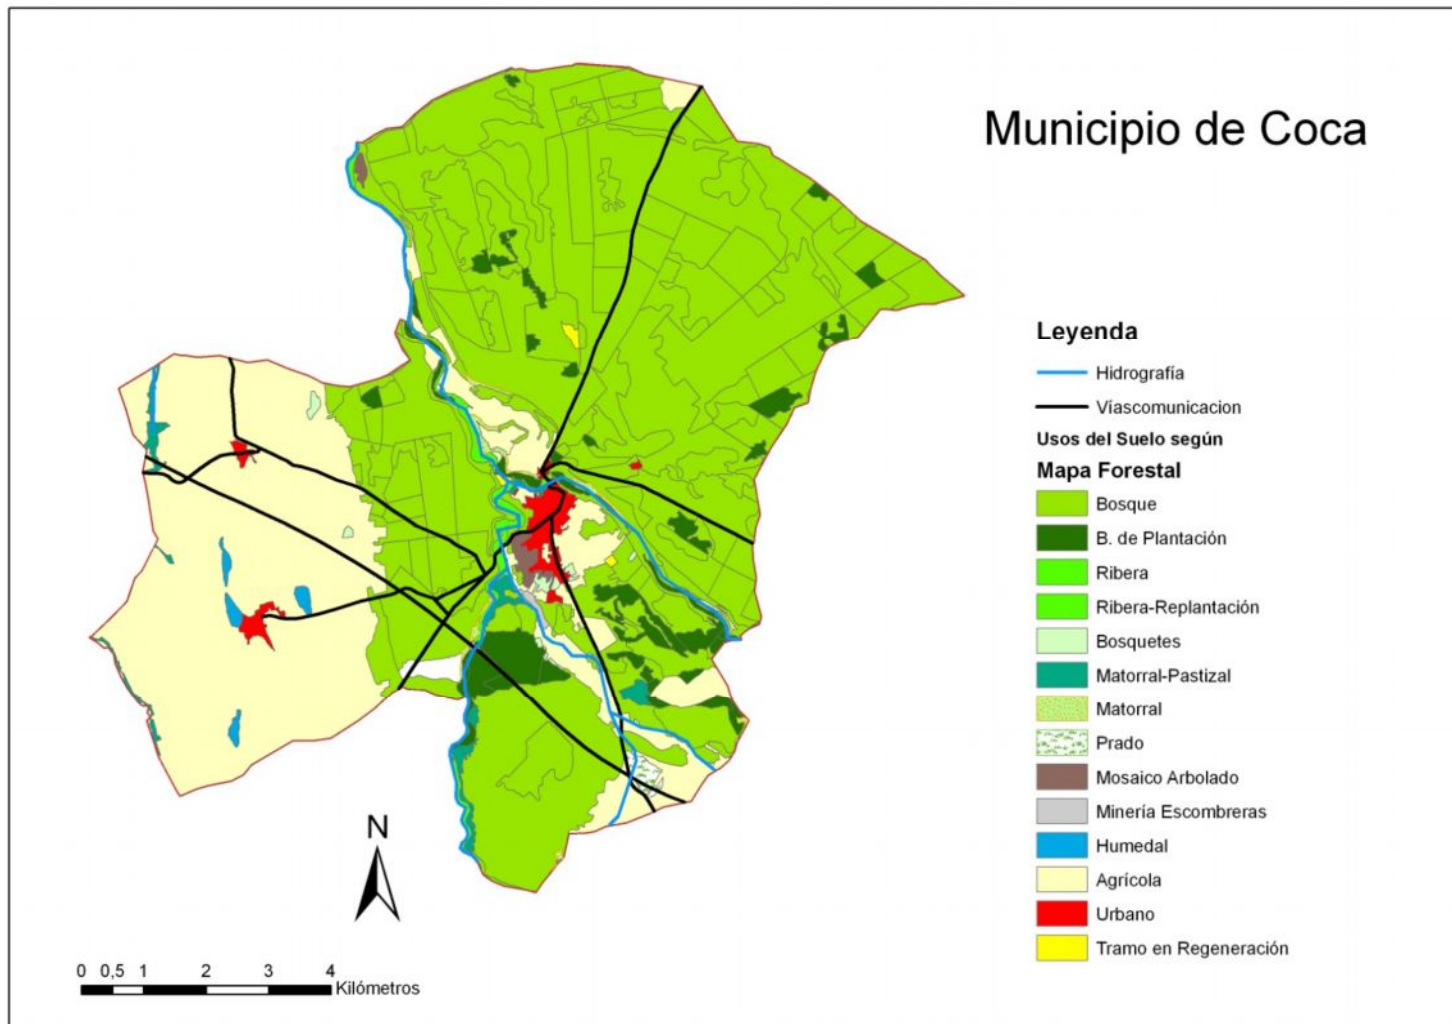 Municipio de Coca
Leyenda
Hidrografía
Víascomunicacion
Usos del Suelo según
Mapa Forestal
Bosque
B. de Plantación
Ribera
Ribera-Replantación
Bosquetes
Matorral-Pastizal
Matorral
Prado
Mosaico Arbolado
Minería Escombreras
Humedal
Agrícola
Urbano
Tramo en Regeneración
N
0 0,5 1 2 3 4
Kilómetros